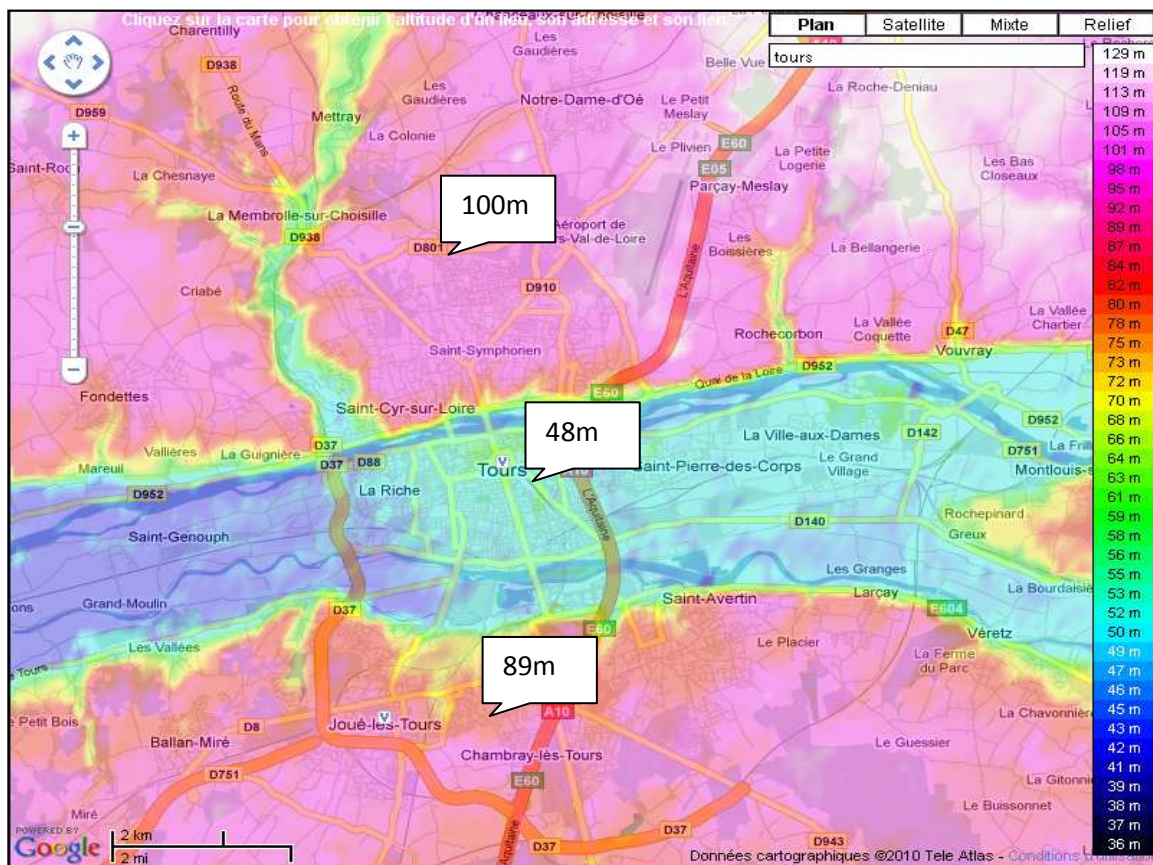 Cliquez sur la carte pour obtenir l'altitude d'un lieu, son adresse et son lien.
Plan
Satellite
Mixte
Relief
tours
129 m
119 m
113 m
109 m
105 m
101 m
98 m
95 m
92 m
89 m
87 m
84 m
82 m
80 m
78 m
75 m
73 m
72 m
70 m
68 m
66 m
64 m
63 m
61 m
59 m
58 m
56 m
55 m
53 m
52 m
50 m
49 m
47 m
46 m
45 m
43 m
42 m
41 m
39 m
38 m
37 m
36 m
Charentilly
D938
Les
Gaudières
Belle Vue
La Roche-Deniau
D959
Route du Mans
Mettray
Les
Gaudières
Notre-Dame-d'Oé
Le Petit
Meslay
La Colonie
Le Plivien
E60
La Petite
Logerie
Les Bas
Closeaux
La Chesnaye
E05
Parçay-Meslay
La Membrolle-sur-Choisille
100m
Aéroport de
Val-de-Loire
D938
D801
Les
Boissières
La Bellangerie
Criabé
D910
L'Aquitaine
Rochecorbon
La Vallée
Coquette
La Vallée
Chartier
D47
Vouvray
Saint-Symphorien
D952
Quai de la Loire
Fondettes
E60
Saint-Cyr-sur-Loire
48m
Vallières
La Guignière
D37
La Ville-aux-Dames
D142
D952
D751
Mareuil
D37
D88
Tours
Saint-Pierre-des-Corps
Le Grand
Village
Montlouis-s
D952
La Riche
L'Aquitaine
Rochepinard
Saint-Genouph
D140
Greux
Les Granges
La Bourdaisiè
Grand-Moulin
D37
Saint-Avertin
Larçay
E604
E60
Véretz
Les Vallées
Le Placier
La Ferme
du Parc
89m
Petit Bois
D8
Joué-lès-Tours
A10
La Chavonnière
Ballan-Miré
Chambray-lès-Tours
Le Guessier
D751
E60
La Gitonni
Miré
Le Buissonnet
D37
D37
D943
POWERED BY
Google
2 km
2 mi
Données cartographiques ©2010 Tele Atlas - Conditions d'utilisation